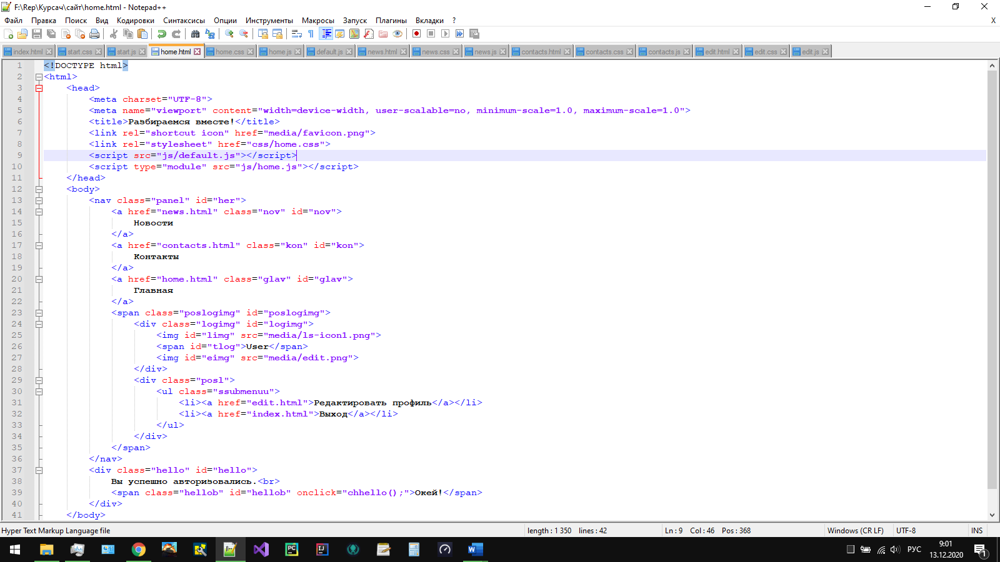 F:\Rep\Курсач\сайт\home.html - Notepad++
Файл Правка Поиск Вид Кодировки Синтаксисы Опции Инструменты Макросы Запуск Плагины Вкладки ? X
index.html start.css start.js home.html home.css home.js default.js news.html news.css news.js contacts.html contacts.css contacts.js edit.html edit.css edit.js
1 <!DOCTYPE html>
2 <html>
3 <head>
4 <meta charset="UTF-8">
5 <meta name="viewport" content="width=device-width, user-scalable=no, minimum-scale=1.0, maximum-scale=1.0">
6 <title>Разбираемся вместе!</title>
7 <link rel="shortcut icon" href="media/favicon.png">
8 <link rel="stylesheet" href="css/home.css">
9 <script src="js/default.js"></script>
10 <script type="module" src="js/home.js"></script>
11 </head>
12 <body>
13 <nav class="panel" id="her">
14 <a href="news.html" class="nov" id="nov">
15 Новости
16 </a>
17 <a href="contacts.html" class="kon" id="kon">
18 Контакты
19 </a>
20 <a href="home.html" class="glav" id="glav">
21 Главная
22 </a>
23 <span class="poslogimg" id="poslogimg">
24 <div class="logimg" id="logimg">
25 <img id="limg" src="media/ls-icon1.png">
26 <span id="tlog">User</span>
27 <img id="eimg" src="media/edit.png">
28 </div>
29 <div class="posl">
30 <ul class="ssubmenuu">
31 <li><a href="edit.html">Редактировать профиль</a></li>
32 <li><a href="index.html">Выход</a></li>
33 </ul>
34 </div>
35 </span>
36 </nav>
37 <div class="hello" id="hello">
38 Вы успешно авторизовались.<br>
39 <span class="hellob" id="hellob" onclick="chhello();">Окей!</span>
40 </div>
41 </body>
Hyper Text Markup Language file length : 1 350 lines : 42 Ln : 9 Col : 46 Pos : 368 Windows (CR LF) UTF-8 INS
РУС 9:01
13.12.2020 1